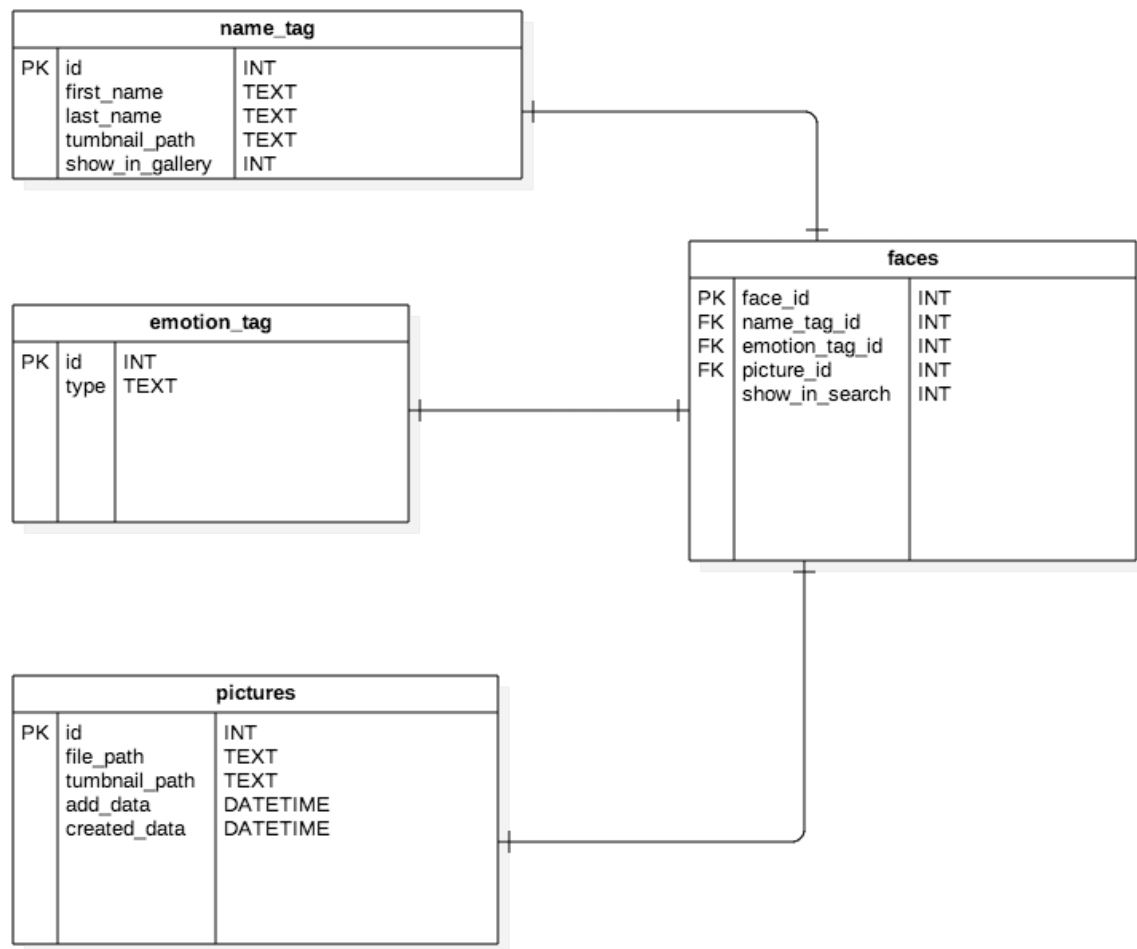 name_tag
PK id INT
first_name TEXT
last_name TEXT
tumbnail_path TEXT
show_in_gallery INT
emotion_tag
PK id INT
type TEXT
faces
PK face_id INT
FK name_tag_id INT
FK emotion_tag_id INT
FK picture_id INT
show_in_search INT
pictures
PK id INT
file_path TEXT
tumbnail_path TEXT
add_data DATETIME
created_data DATETIME